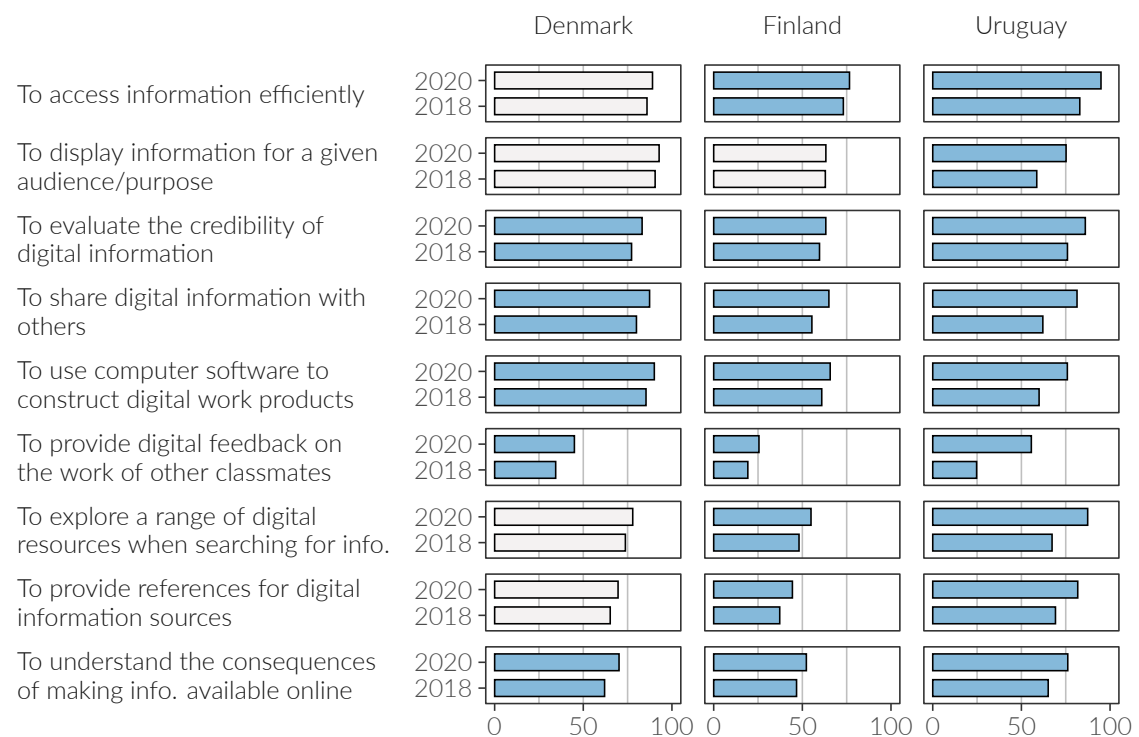 Denmark Finland Uruguay
To access information efficiently
2020
2018
To display information for a given
audience/purpose
2020
2018
To evaluate the credibility of
digital information
2020
2018
To share digital information with
others
2020
2018
To use computer software to
construct digital work products
2020
2018
To provide digital feedback on
the work of other classmates
2020
2018
To explore a range of digital
resources when searching for info.
2020
2018
To provide references for digital
information sources
2020
2018
To understand the consequences
of making info. available online
2020
2018
0 50 100 0 50 100 0 50 100